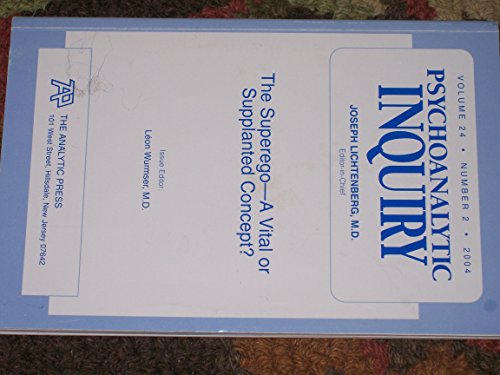 VOLUME 24 • NUMBER 2 • 2004
PSYCHOANALYTIC
INQUIRY
JOSEPH LICHTENBERG, M.D.
Editor-in-Chief
The Superego—A Vital or
Supplanted Concept?
Issue Editor:
Léon Wurmser, M.D.
TAP
THE ANALYTIC PRESS
101 West Street, Hillsdale, New Jersey 07642